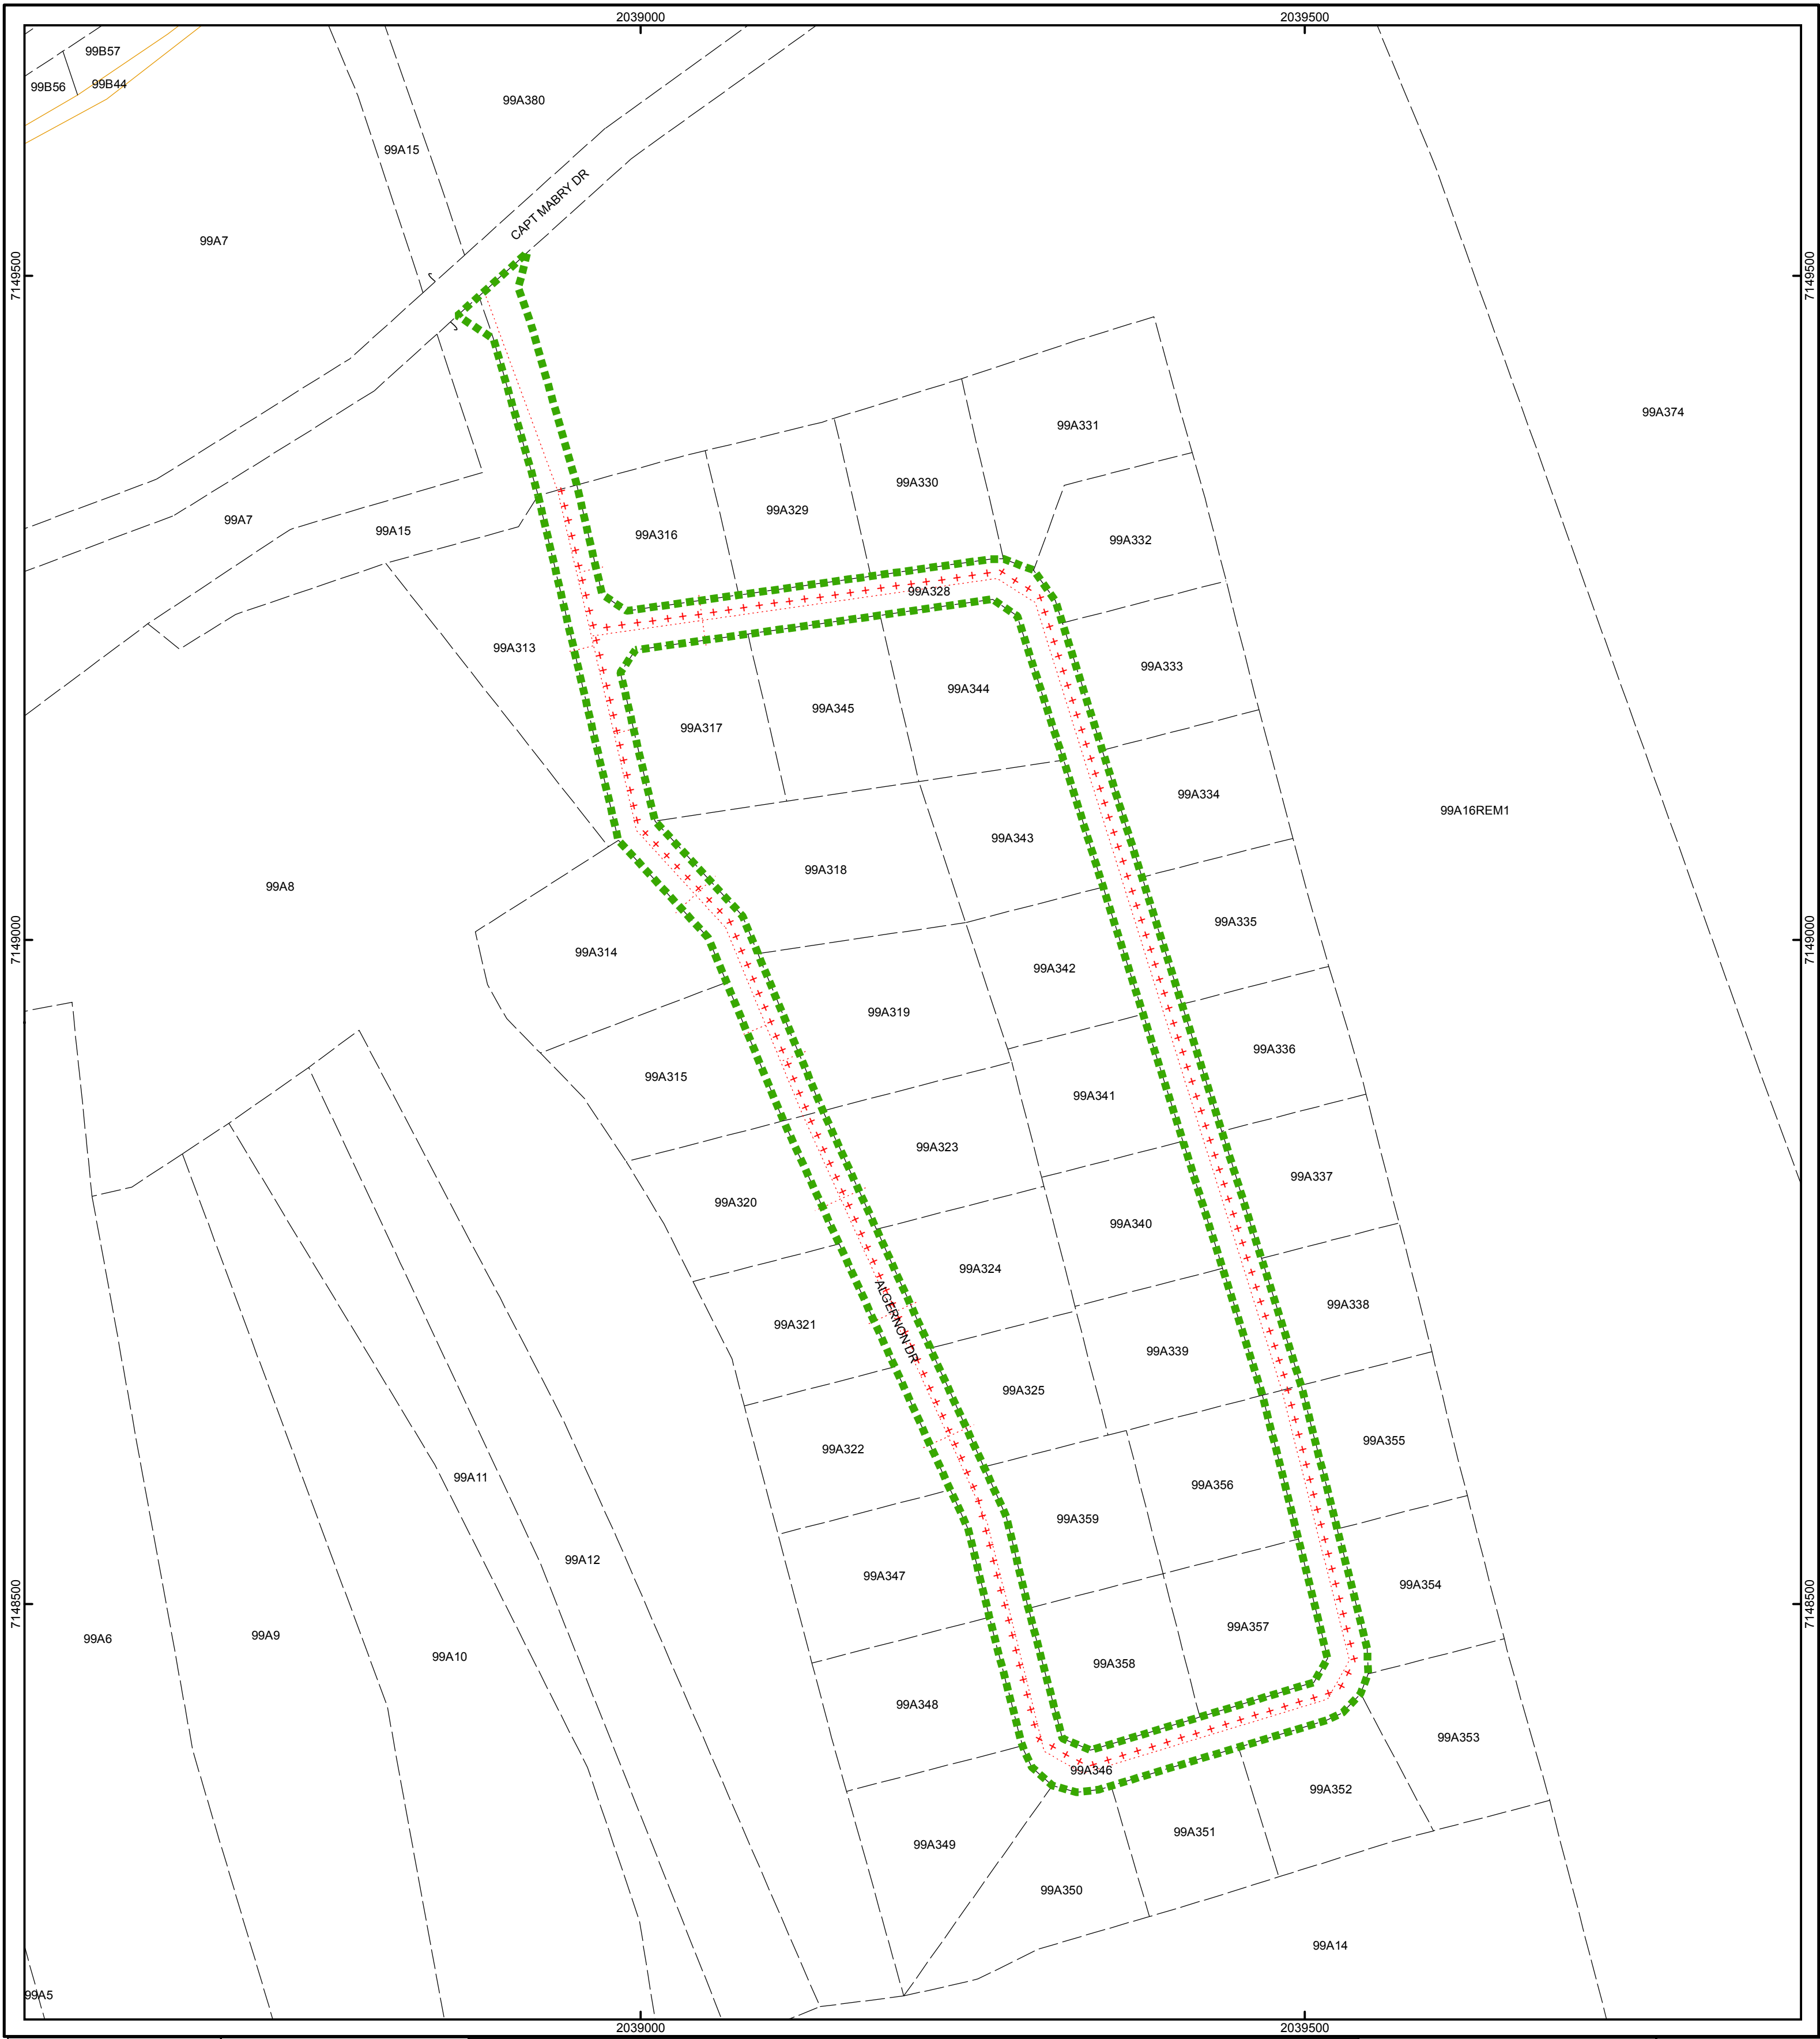 2039000
2039500
99B57
99B56
99B44
99A380
99A15
CAPT MABRY DR
99A7
7149500
7149500
99A374
99A331
99A330
99A329
99A316
99A332
99A7
99A15
99A328
99A313
99A333
99A344
99A345
99A317
99A334
99A16REM1
99A343
99A318
99A8
99A335
7149000
7149000
99A314
99A342
99A319
99A336
99A315
99A341
99A323
99A337
99A320
99A340
99A324
99A338
99A321
ALGERNON DR
99A339
99A325
99A355
99A322
99A11
99A356
99A359
99A12
99A347
99A354
7148500
7148500
99A6
99A9
99A10
99A357
99A358
99A348
99A353
99A346
99A352
99A351
99A349
99A350
99A14
99A5
2039000
2039500